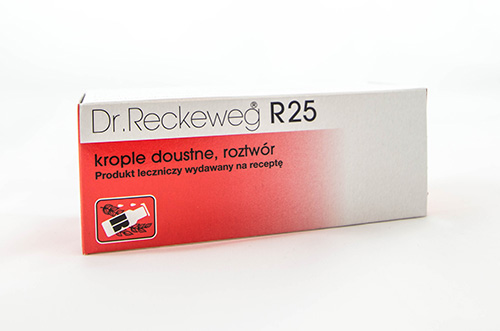 Dr.Reckeweg® R25
krople doustne, roztwór
Produkt leczniczy wydawany na receptę